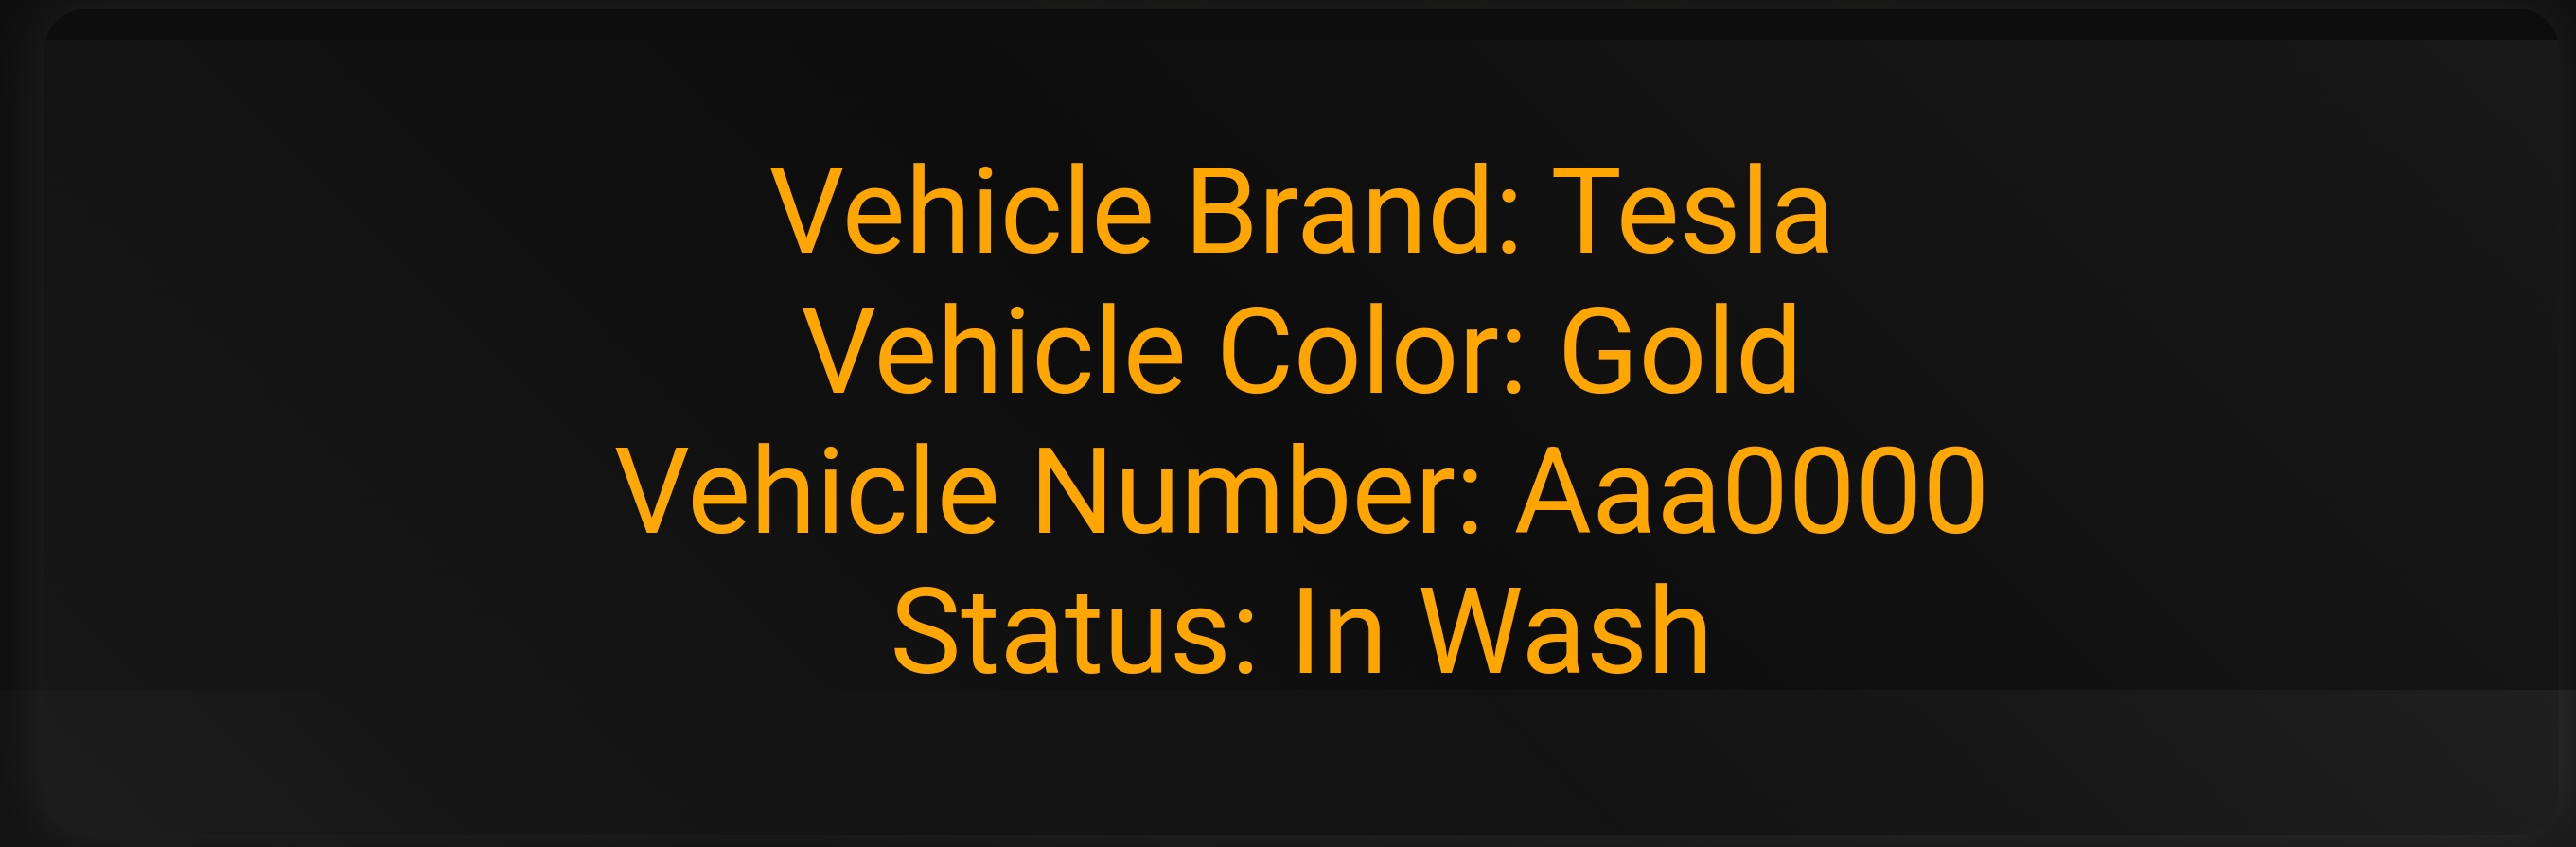 Vehicle Brand: Tesla
Vehicle Color: Gold
Vehicle Number: Aaa0000
Status: In Wash